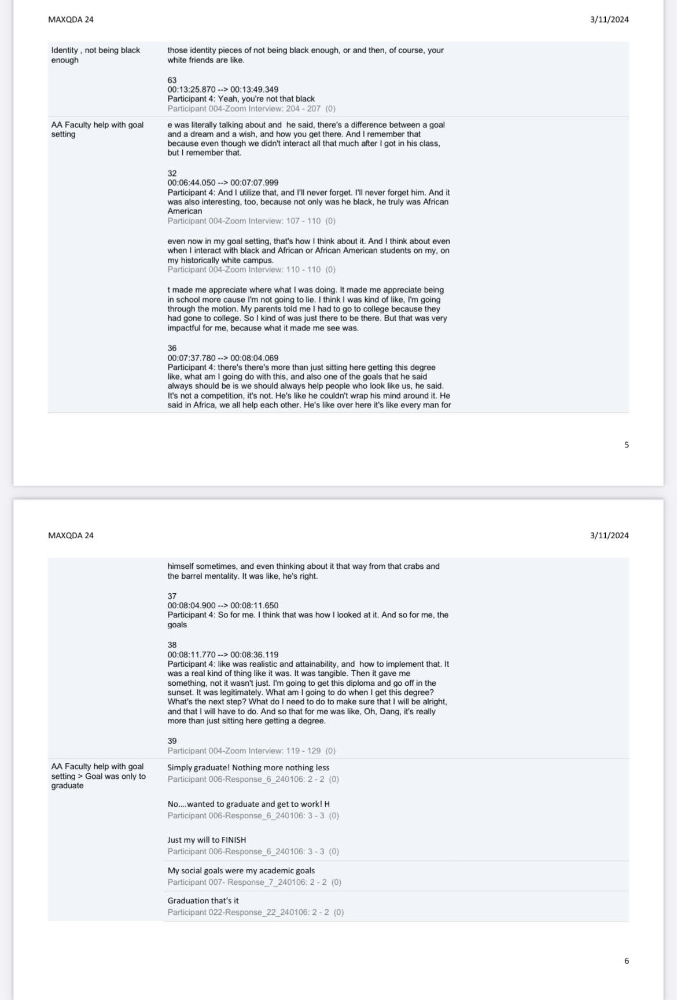 MAXQDA 24
3/11/2024
Identity , not being black
enough
those identity pieces of not being black enough, or and then, of course, your
white friends are like.
63
00:13:25.870 --> 00:13:49.349
Participant 4: Yeah, you're not that black
Participant 004-Zoom Interview: 204 - 207 (0)
AA Faculty help with goal
setting
e was literally talking about and  he said, there's a difference between a goal
and a dream and a wish, and how you get there. And I remember that
because even though we didn't interact all that much after I got in his class,
but I remember that.
32
00:06:44.050 --> 00:07:07.999
Participant 4: And I utilize that, and I'll never forget. I'll never forget him. And it
was also interesting, too, because not only was he black, he truly was African
American
Participant 004-Zoom Interview: 107 - 110 (0)
even now in my goal setting, that's how I think about it. And I think about even
when I interact with black and African or African American students on my, on
my historically white campus.
Participant 004-Zoom Interview: 110 - 110 (0)
t made me appreciate where what I was doing. It made me appreciate being
in school more cause I'm not going to lie. I think I was kind of like, I'm going
through the motion. My parents told me I had to go to college because they
had gone to college. So I kind of was just there to be there. But that was very
impactful for me, because what it made me see was.
36
00:07:37.780 --> 00:08:04.069
Participant 4: there's there's more than just sitting here getting this degree
like, what am I going do with this, and also one of the goals that he said
always should be is we should always help people who look like us, he said.
It's not a competition, it's not. He's like he couldn't wrap his mind around it. He
said in Africa, we all help each other. He's like over here it's like every man for
5
MAXQDA 24
3/11/2024
himself sometimes, and even thinking about it that way from that crabs and
the barrel mentality. It was like, he's right.
37
00:08:04.900 --> 00:08:11.650
Participant 4: So for me. I think that was how I looked at it. And so for me, the
goals
38
00:08:11.770 --> 00:08:36.119
Participant 4: like was realistic and attainability, and  how to implement that. It
was a real kind of thing like it was. It was tangible. Then it gave me
something, not it wasn't just. I'm going to get this diploma and go off in the
sunset. It was legitimately. What am I going to do when I get this degree?
What's the next step? What do I need to do to make sure that I will be alright,
and that I will have to do. And so that for me was like, Oh, Dang, it's really
more than just sitting here getting a degree.
39
Participant 004-Zoom Interview: 119 - 129 (0)
AA Faculty help with goal
setting > Goal was only to
graduate
Simply graduate! Nothing more nothing less
Participant 006-Response_6_240106: 2 - 2 (0)
No....wanted to graduate and get to work! H
Participant 006-Response_6_240106: 3 - 3 (0)
Just my will to FINISH
Participant 006-Response_6_240106: 3 - 3 (0)
My social goals were my academic goals
Participant 007- Response_7_240106: 2 - 2 (0)
Graduation that's it
Participant 022-Response_22_240106: 2 - 2 (0)
6